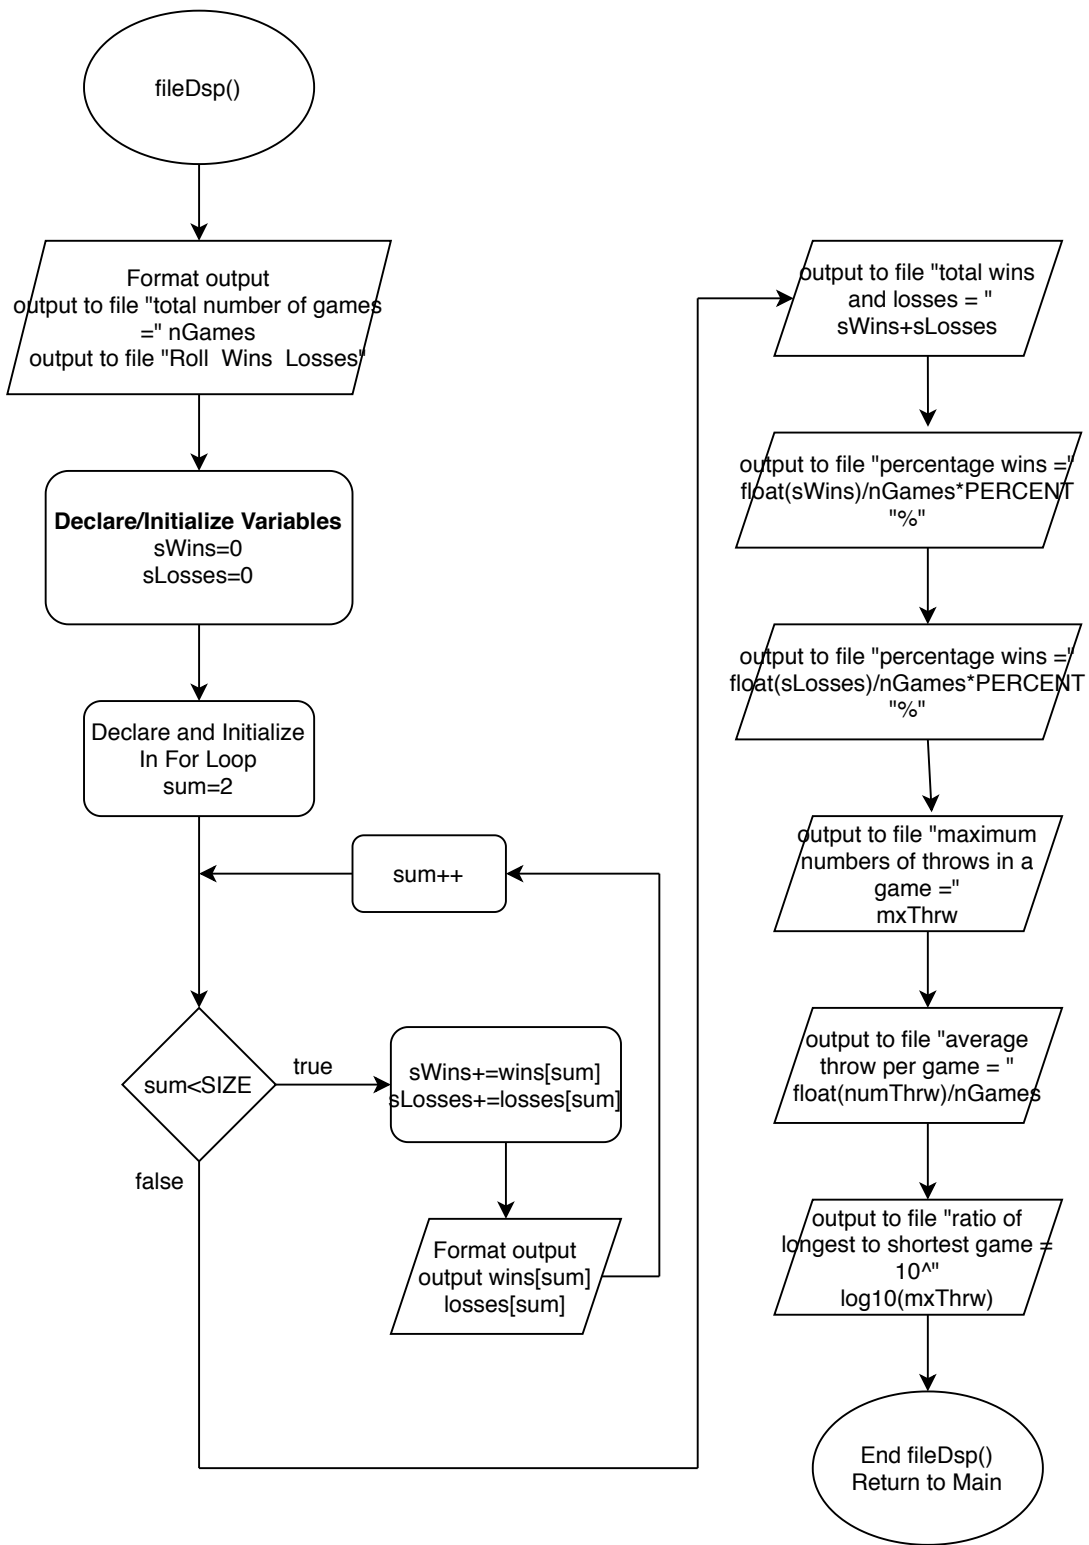 fileDsp()
Format output
output to file "total number of games
=" nGames
output to file "Roll  Wins  Losses"
Declare/Initialize Variables
sWins=0
sLosses=0
Declare and Initialize
In For Loop
sum=2
sum++
sum<SIZE
true
false
sWins+=wins[sum]
sLosses+=losses[sum]
Format output
output wins[sum]
losses[sum]
output to file "total wins
and losses = "
sWins+sLosses
output to file "percentage wins ="
float(sWins)/nGames*PERCENT
"%"
output to file "percentage wins ="
float(sLosses)/nGames*PERCENT
"%"
output to file "maximum
numbers of throws in a
game ="
mxThrw
output to file "average
throw per game = "
float(numThrw)/nGames
output to file "ratio of
longest to shortest game =
10^"
log10(mxThrw)
End fileDsp()
Return to Main